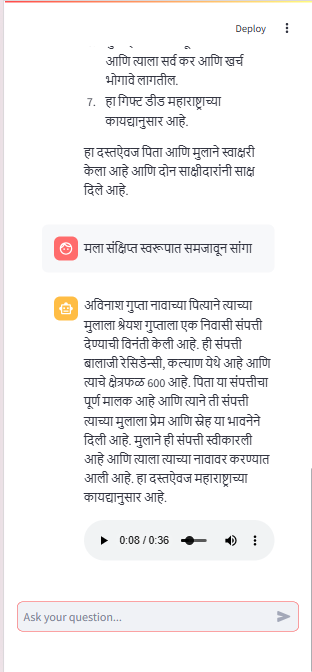 Deploy
आणि त्याला सर्व कर आणि खर्च
भोगावे लागतील.
7. हा गिफ्ट डीड महाराष्ट्राच्या
कायद्यानुसार आहे.
हा दस्तऐवज पिता आणि मुलाने स्वाक्षरी
केला आहे आणि दोन साक्षीदारांनी साक्ष
दिले आहे.
मला संक्षिप्त स्वरूपात समजावून सांगा
अविनाश गुप्ता नावाच्या पित्याने त्याच्या
मुलाला श्रेयश गुप्ताला एक निवासी संपत्ती
देण्याची विनंती केली आहे. ही संपत्ती
बालाजी रेसिडेन्सी, कल्याण येथे आहे आणि
त्याचे क्षेत्रफळ 600 आहे. पिता या संपत्तीचा
पूर्ण मालक आहे आणि त्याने ती संपत्ती
त्याच्या मुलाला प्रेम आणि स्नेह या भावनेने
दिली आहे. मुलाने ही संपत्ती स्वीकारली
आहे आणि त्याला त्याच्या नावावर करण्यात
आली आहे. हा दस्तऐवज महाराष्ट्राच्या
कायद्यानुसार आहे.
0:08 / 0:36
Ask your question...